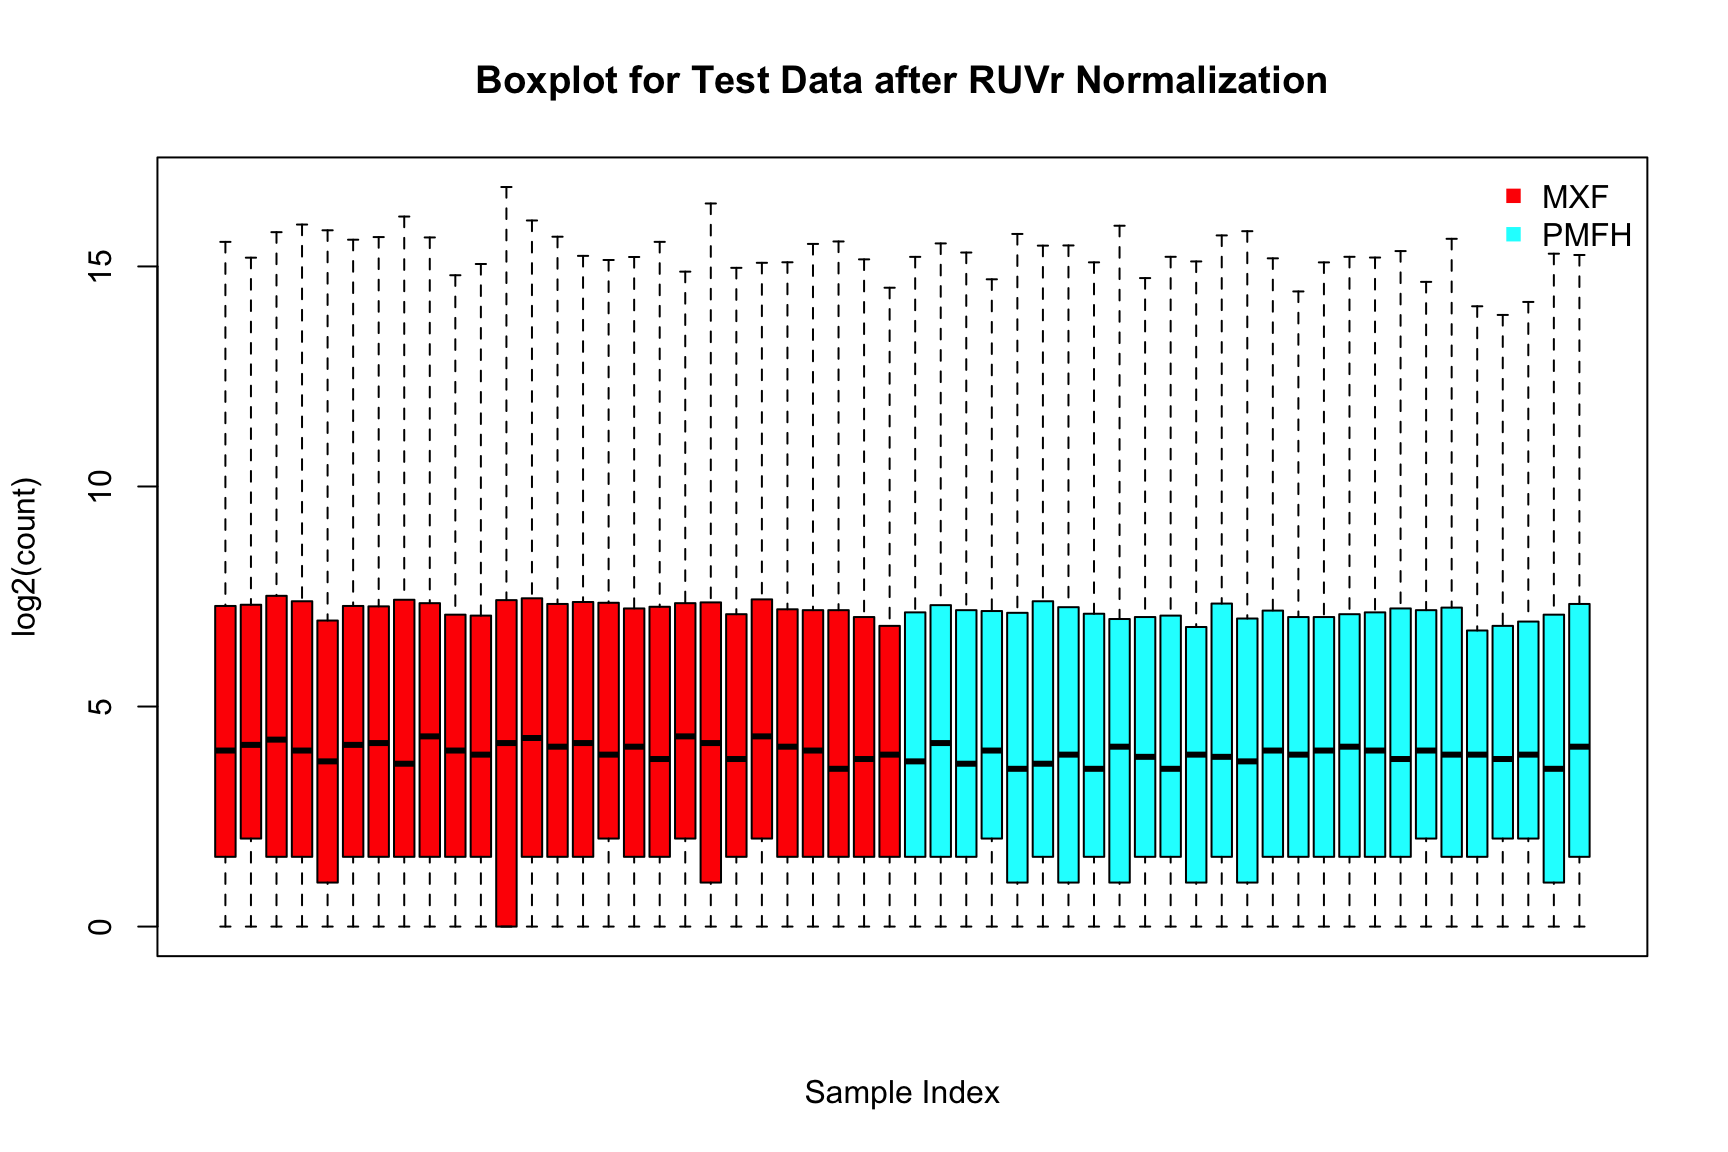 Boxplot for Test Data after RUVr Normalization
MXF
PMFH
15
10
5
0
log2(count)
Sample Index